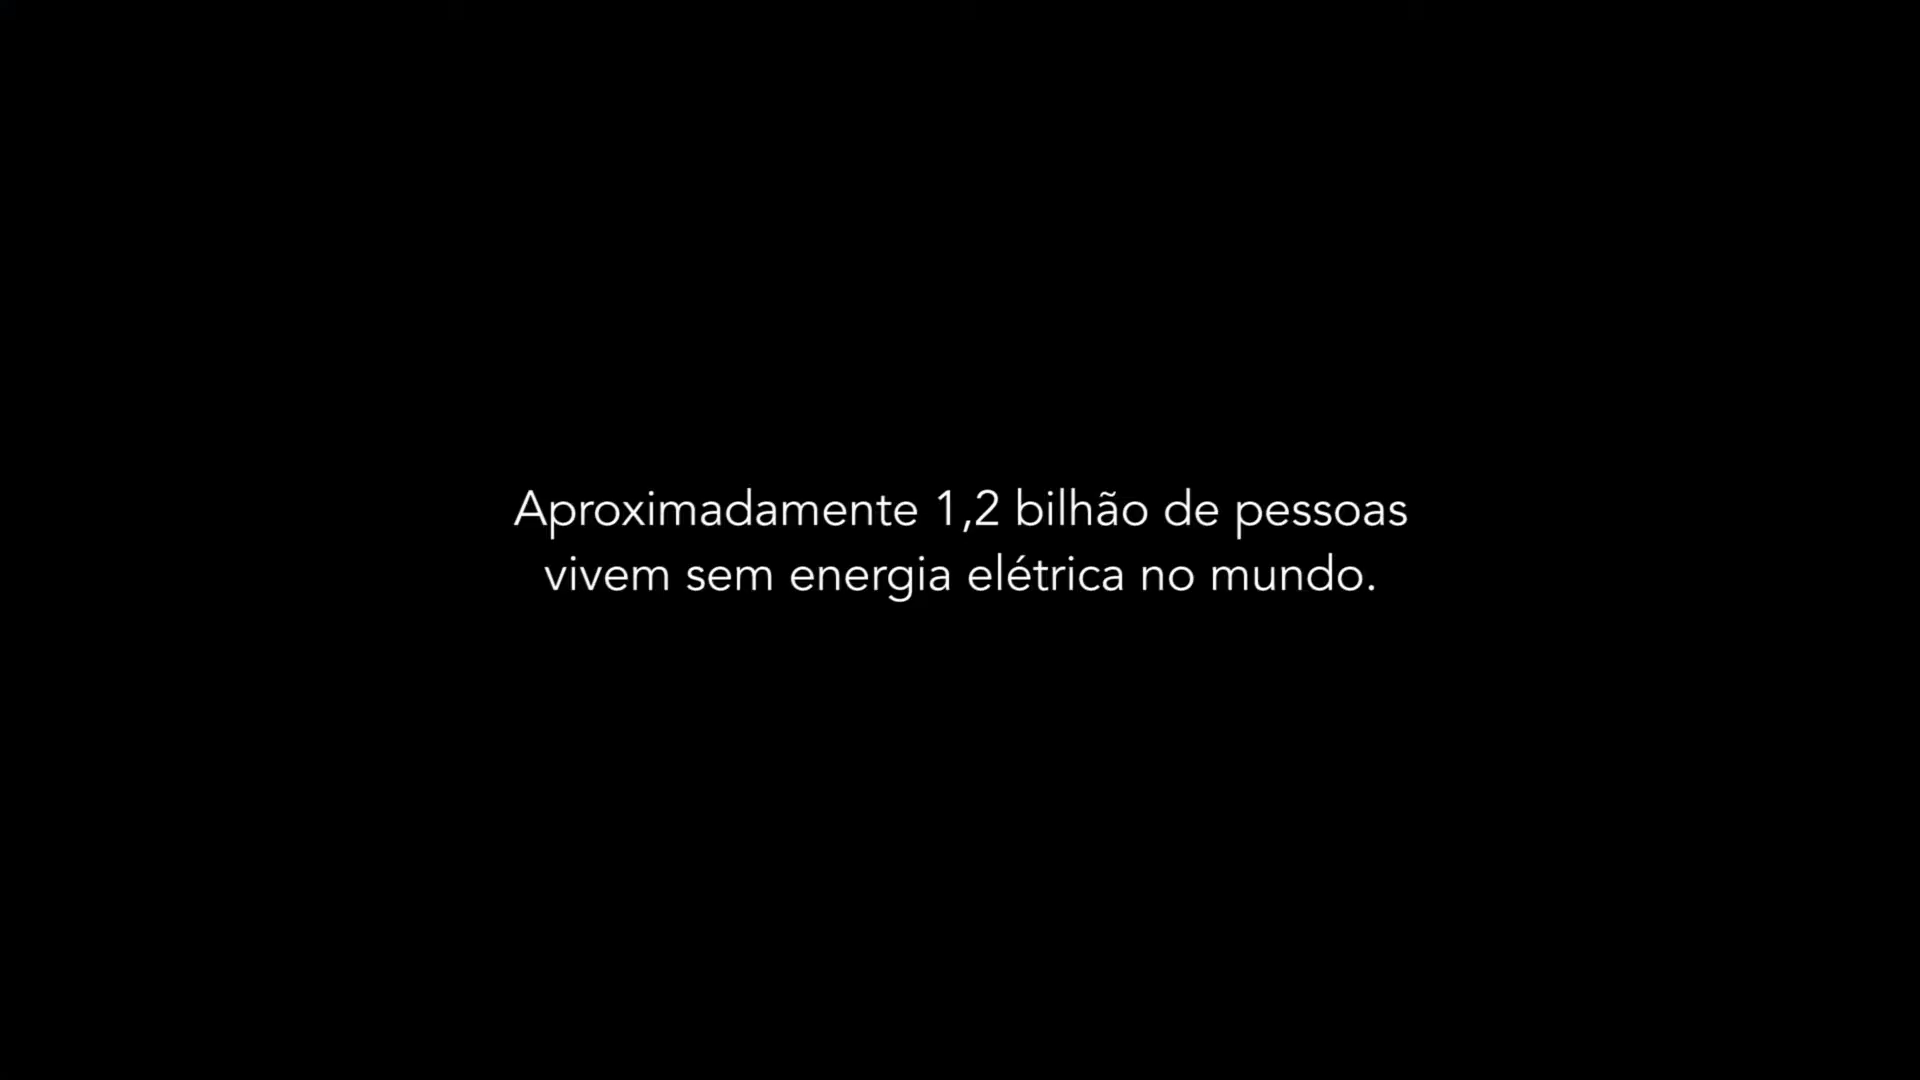 Aproximadamente 1,2 bilhão de pessoas
vivem sem energia elétrica no mundo.